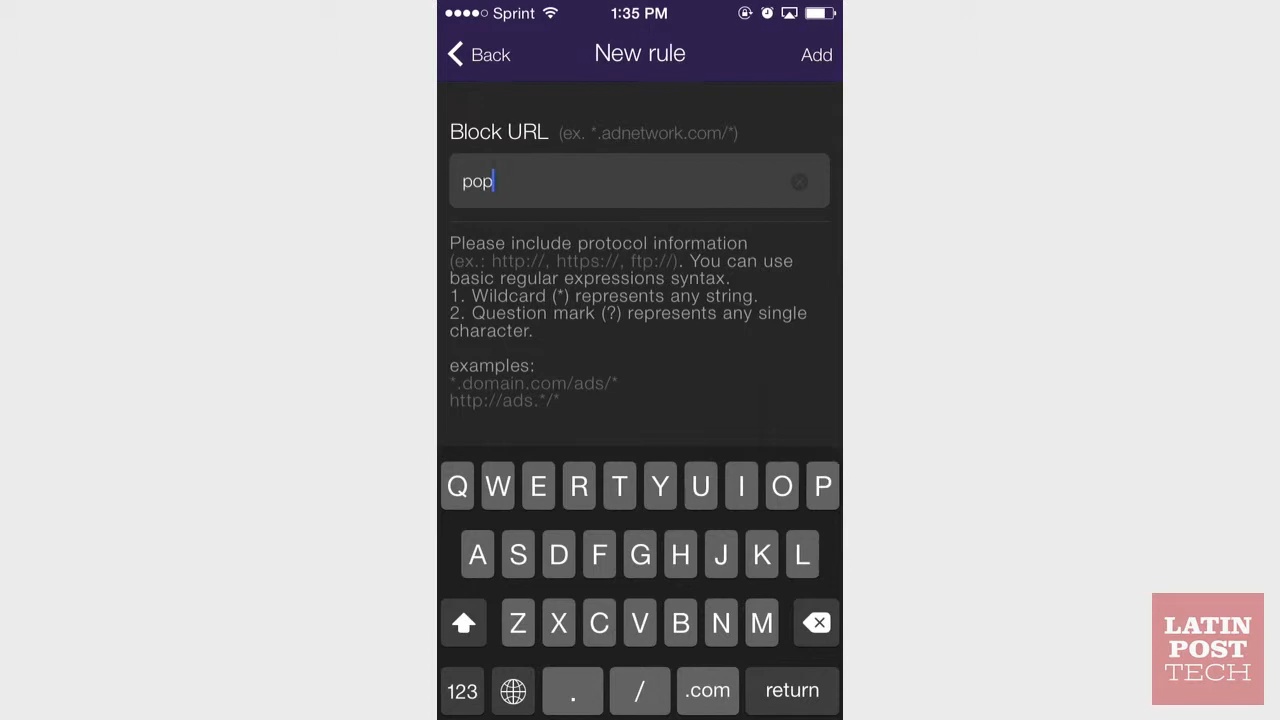 Sprint 1:35 PM
Back New rule Add
Block URL (ex. *.adnetwork.com/*)
pop
Please include protocol information
(ex.: http://, https://, ftp://). You can use
basic regular expressions syntax.
1. Wildcard (*) represents any string.
2. Question mark (?) represents any single
character.
examples:
*.domain.com/ads/*
http://ads.*/*
Q W E R T Y U I O P
A S D F G H J K L
Z X C V B N M
123 . / .com return
LATIN
POST
TECH